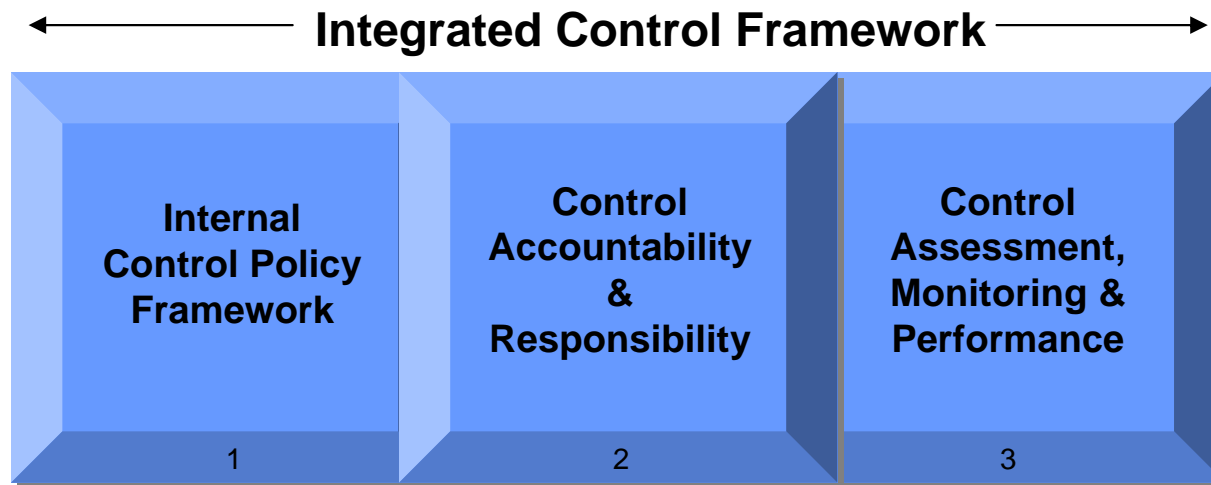 Integrated Control Framework
Internal
Control Policy
Framework
1
Control
Accountability
&
Responsibility
2
Control
Assessment,
Monitoring &
Performance
3